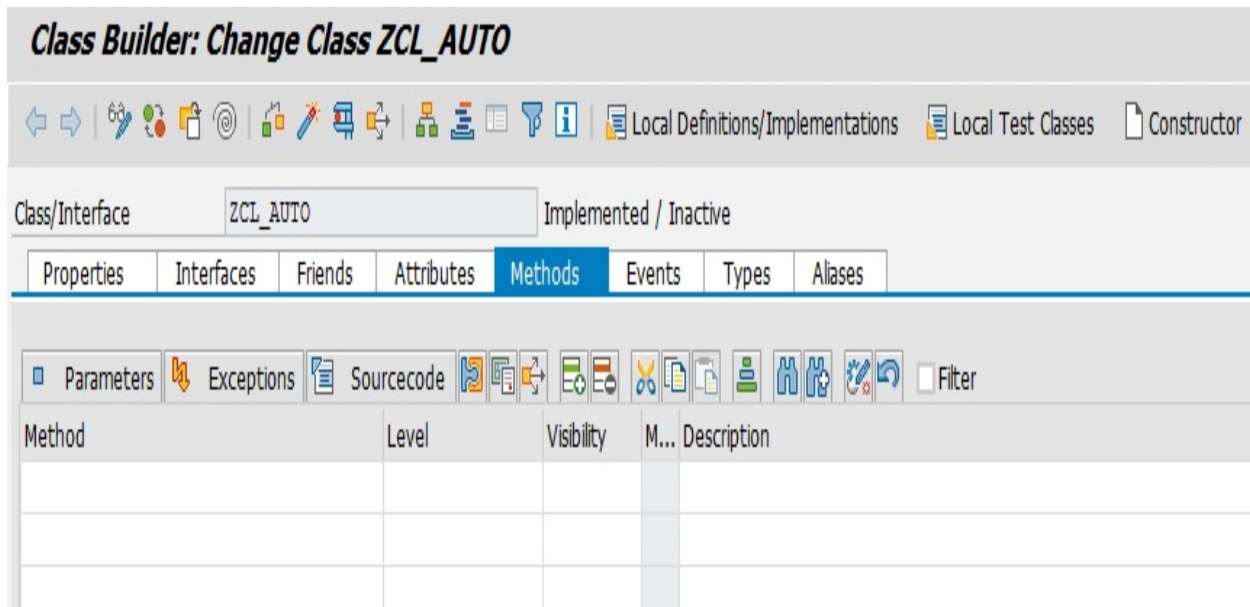 Class Builder: Change Class ZCL_AUTO
Local Definitions/Implementations Local Test Classes Constructor
Class/Interface ZCL_AUTO Implemented / Inactive
Properties Interfaces Friends Attributes Methods Events Types Aliases
Parameters Exceptions Sourcecode Filter
Method Level Visibility M... Description